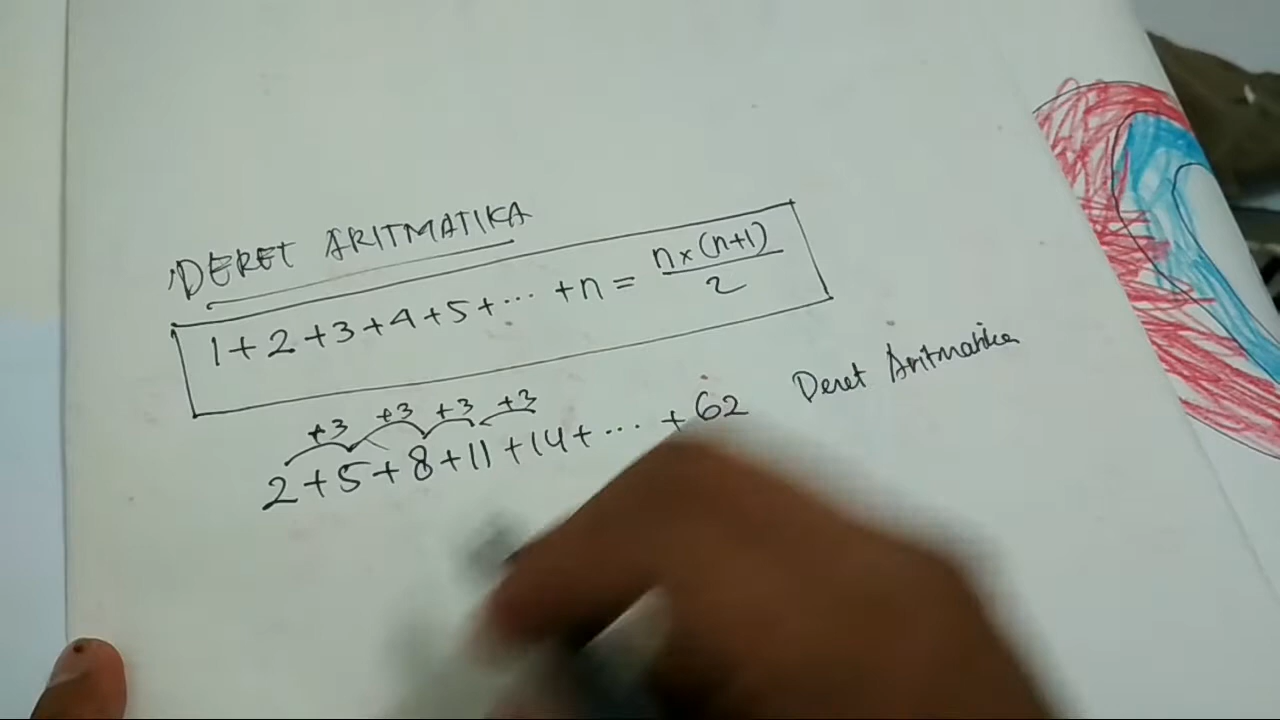 DERET ARITMATIKA
1+2+3+4+5+... +n = n×(n+1)/2
+3 +3 +3 +3
2+5+8+11+14+... +62 Deret Aritmatika